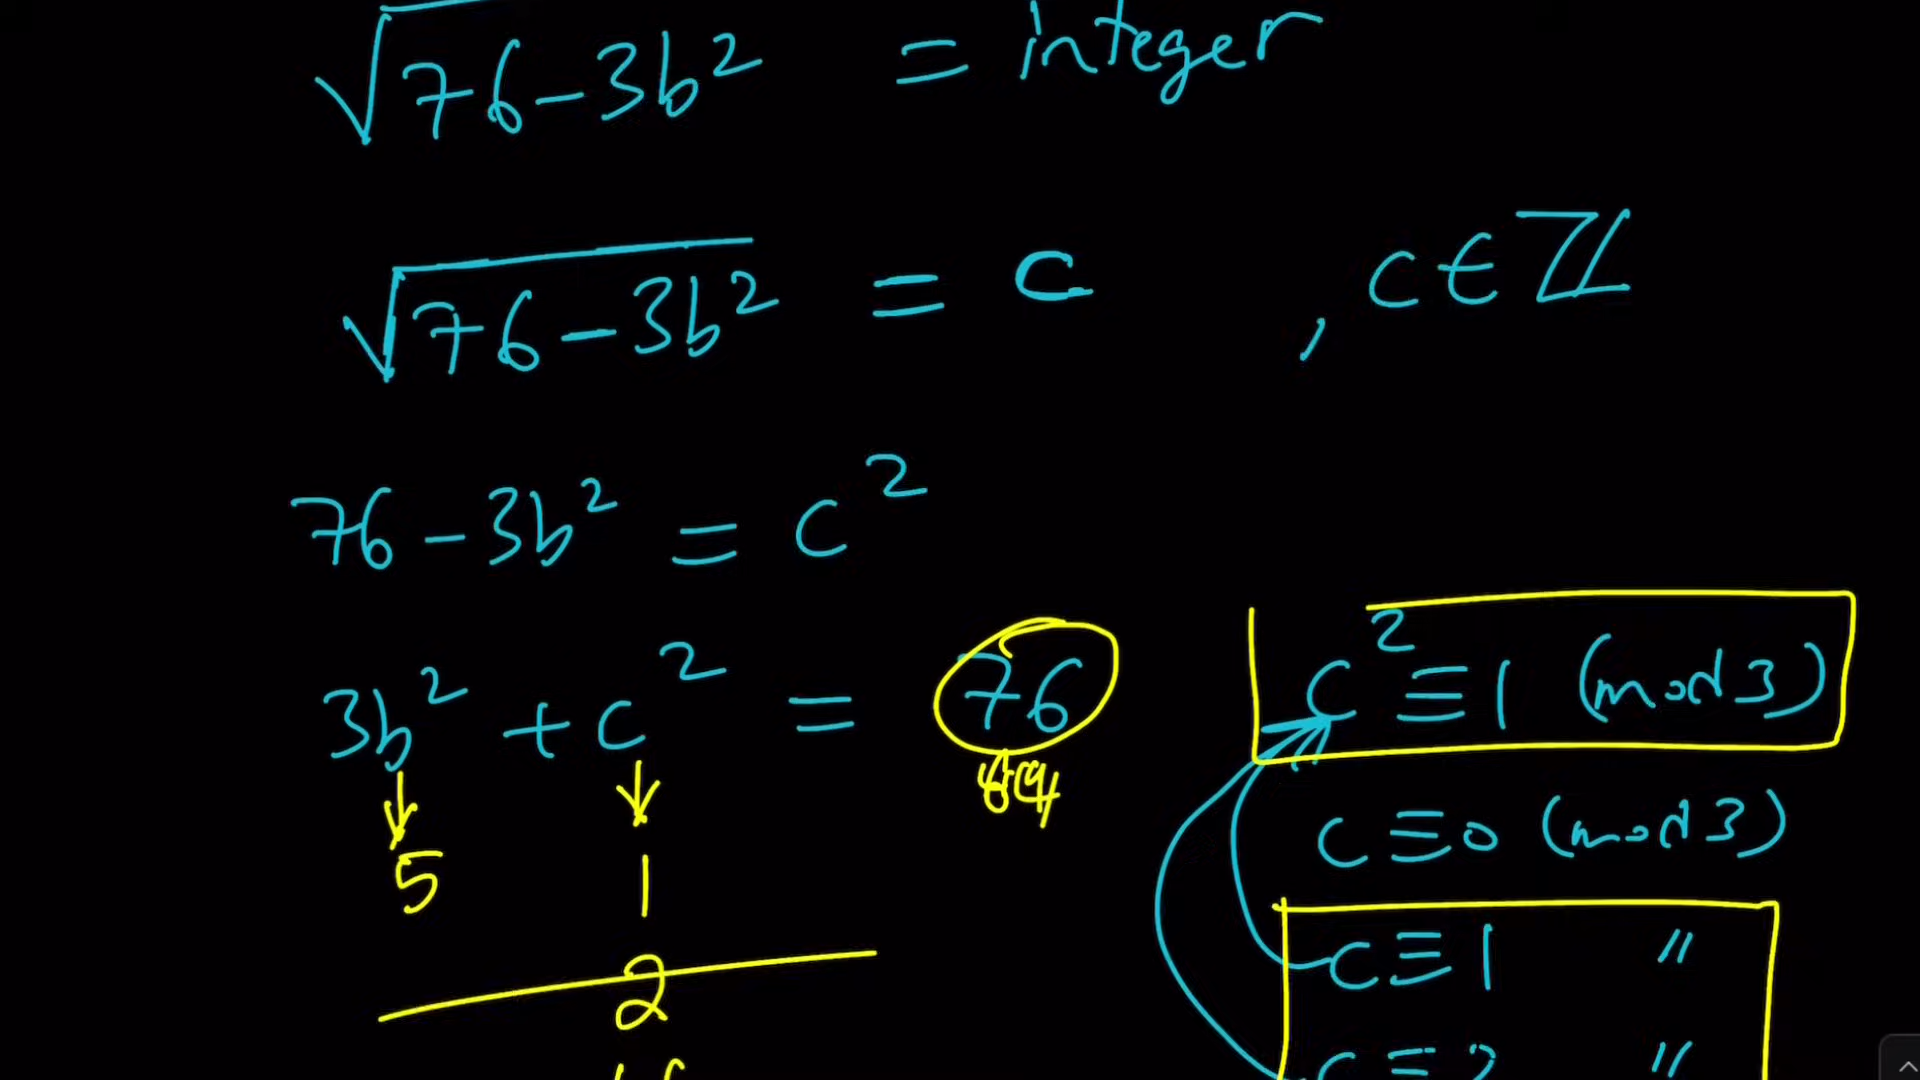 √76-3b² = integer
√76-3b² = c , c∈ℤ
76-3b² = c²
3b² + c² = 76
c² ≡ 1 (mod 3)
c ≡ 0 (mod 3)
5 1
c ≡ 1 "
2
c ≡ 2 "